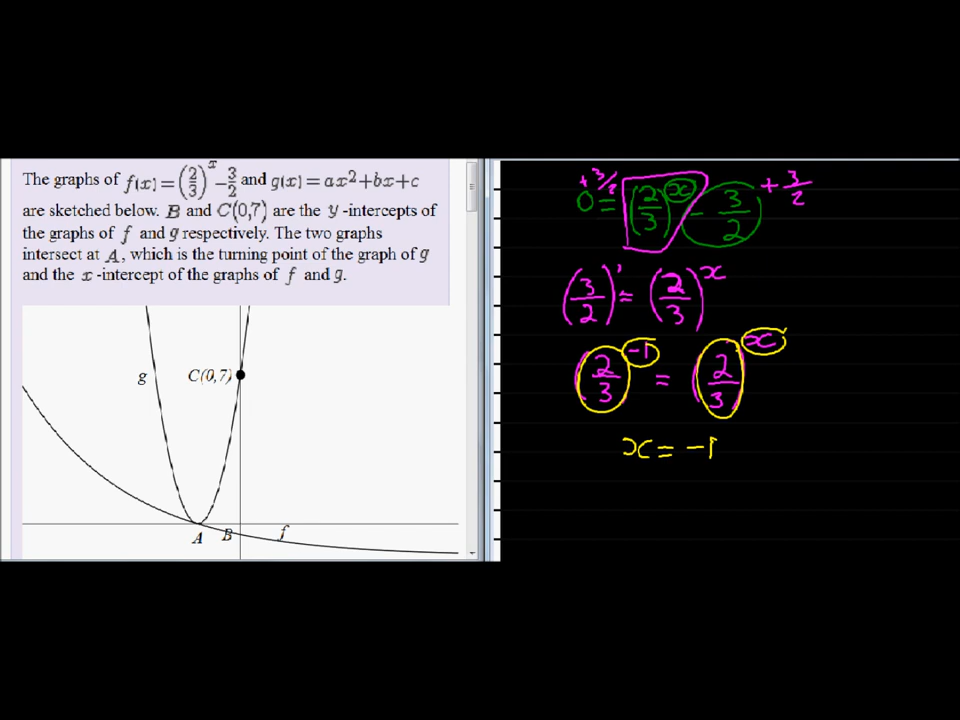 The graphs of f(x)=(2/3)^x−3/2 and g(x)=ax²+bx+c
are sketched below. B and C(0,7) are the y -intercepts of
the graphs of f and g respectively. The two graphs
intersect at A, which is the turning point of the graph of g
and the x -intercept of the graphs of f and g.
g
C(0,7)
A
B
f
+3/2 0 = (2/3)^x − 3/2 + 3/2
(3/2)^1 = (2/3)^x
(2/3)^−1 = (2/3)^x
x = −1